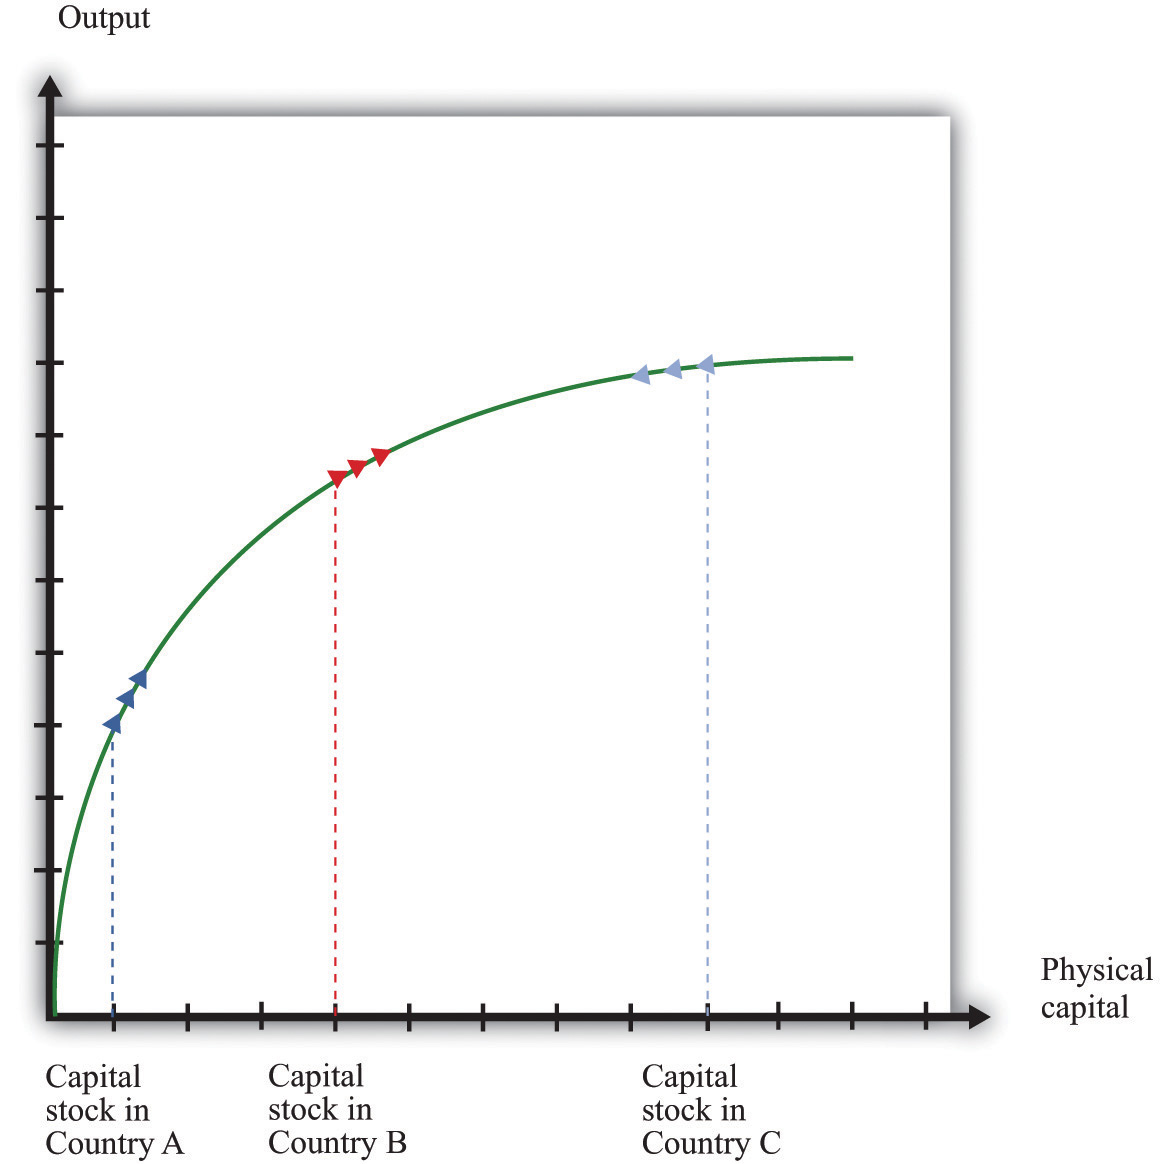 Output
Physical
capital
Capital
stock in
Country A
Capital
stock in
Country B
Capital
stock in
Country C